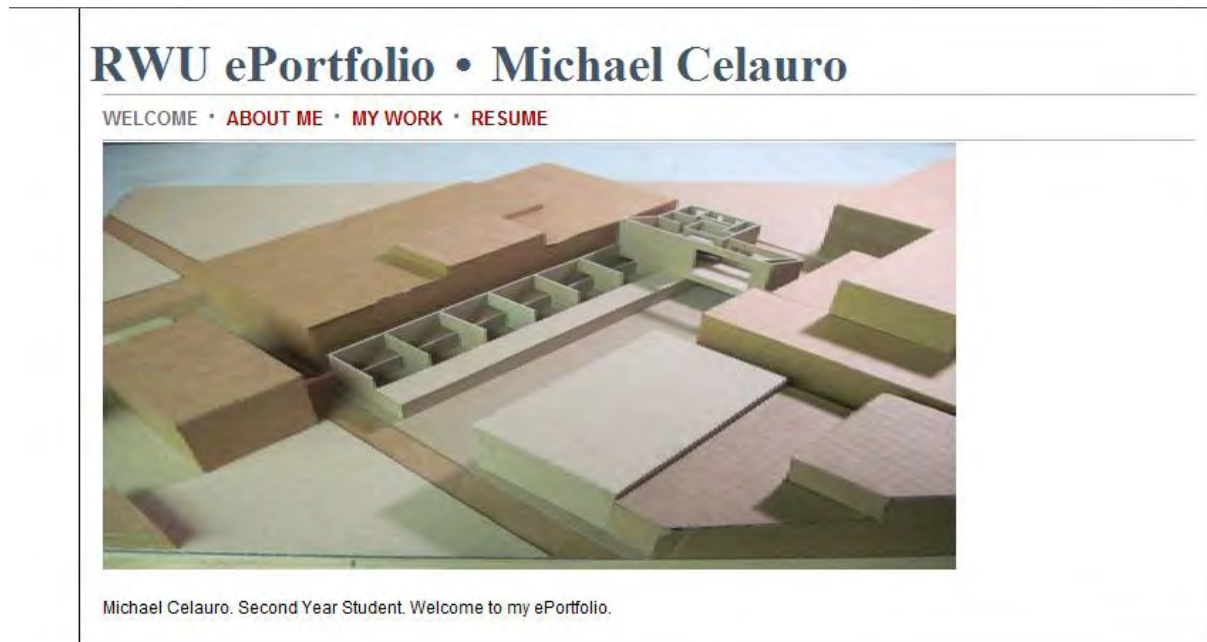 RWU ePortfolio • Michael Celauro
WELCOME • ABOUT ME • MY WORK • RESUME
Michael Celauro. Second Year Student. Welcome to my ePortfolio.